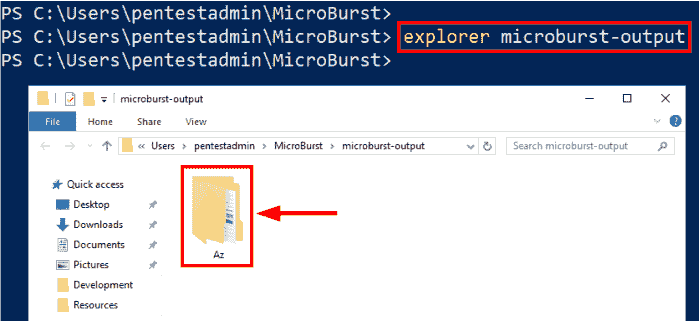 PS C:\Users\pentestadmin\MicroBurst>
PS C:\Users\pentestadmin\MicroBurst> explorer microburst-output
PS C:\Users\pentestadmin\MicroBurst>
microburst-output
File Home Share View
« Users > pentestadmin > MicroBurst > microburst-output
Search microburst-output
Quick access
Desktop
Downloads
Documents
Pictures
Development
Resources
Az